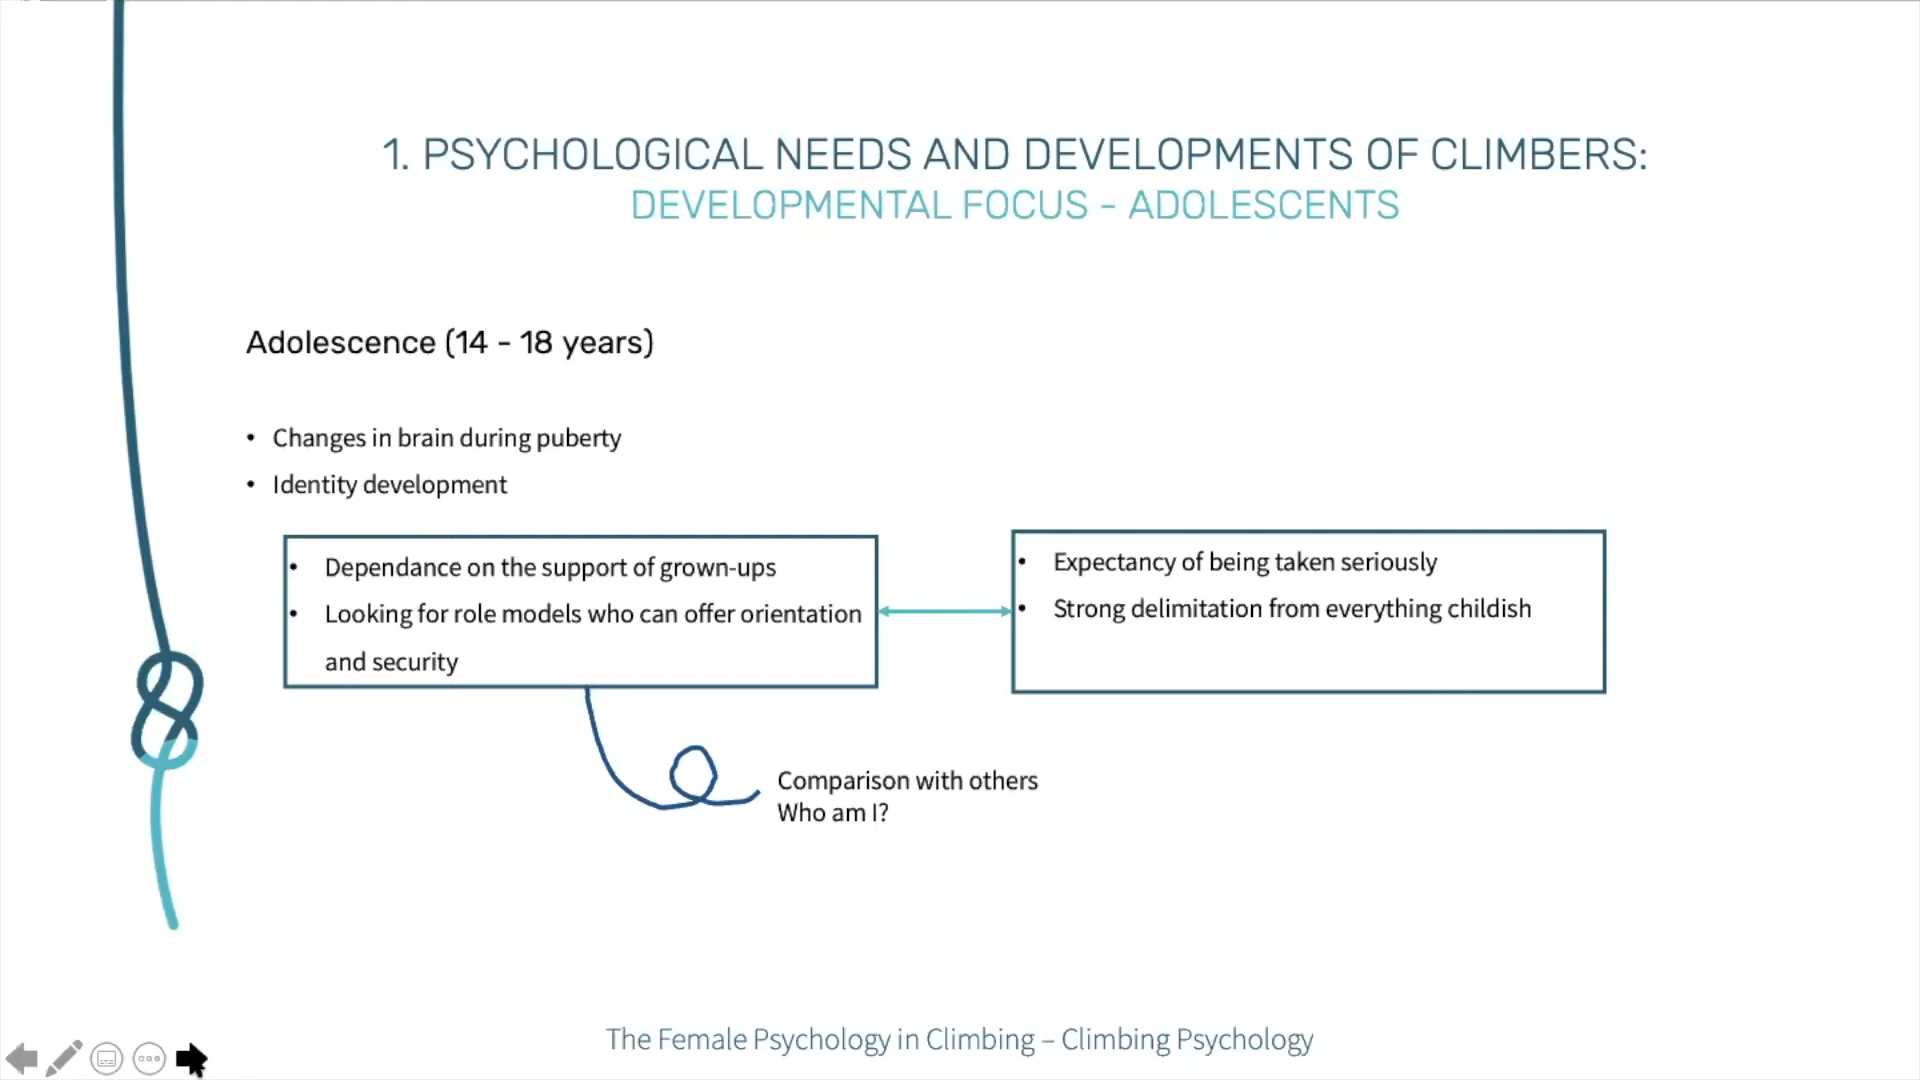 1. PSYCHOLOGICAL NEEDS AND DEVELOPMENTS OF CLIMBERS:
DEVELOPMENTAL FOCUS - ADOLESCENTS
Adolescence (14 - 18 years)
• Changes in brain during puberty
• Identity development
• Dependance on the support of grown-ups
• Looking for role models who can offer orientation
and security
• Expectancy of being taken seriously
• Strong delimitation from everything childish
Comparison with others
Who am I?
The Female Psychology in Climbing – Climbing Psychology